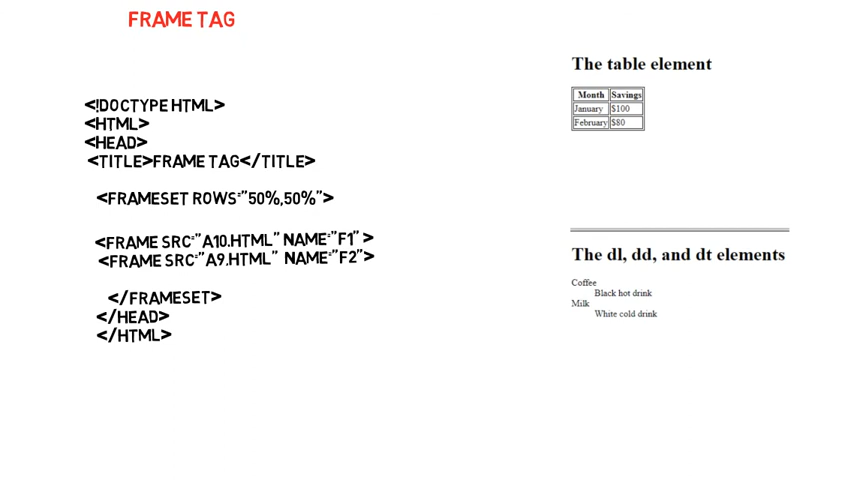 FRAME TAG
<!DOCTYPE HTML>
<HTML>
<HEAD>
<TITLE>FRAME TAG</TITLE>
<FRAMESET ROWS="50%,50%">
<FRAME SRC="A10.HTML" NAME="F1" >
<FRAME SRC="A9.HTML" NAME="F2">
</FRAMESET>
</HEAD>
</HTML>
The table element
Month Savings
January $100
February $80
The dl, dd, and dt elements
Coffee
Black hot drink
Milk
White cold drink